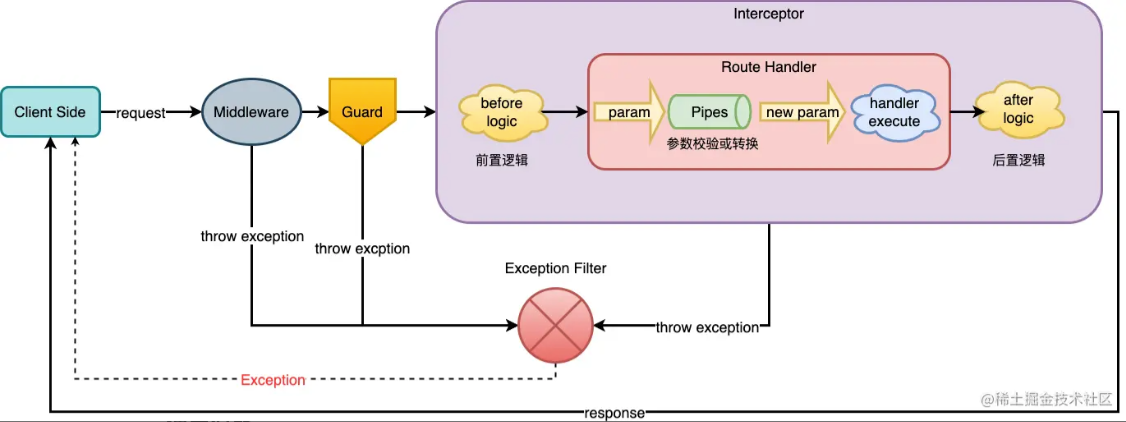 Interceptor
Route Handler
Client Side
request
Middleware
Guard
before
logic
前置逻辑
param
Pipes
参数校验或转换
new param
handler
execute
after
logic
后置逻辑
throw exception
throw excption
Exception Filter
throw exception
Exception
response
@稀土掘金技术社区